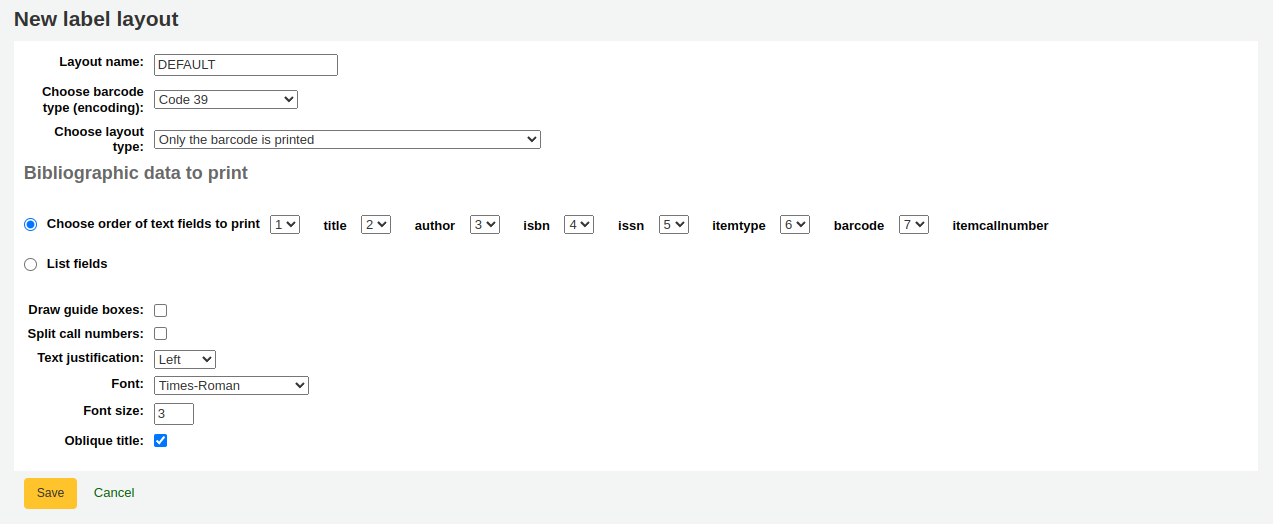 New label layout
Layout name: DEFAULT
Choose barcode
type (encoding): Code 39
Choose layout
type: Only the barcode is printed
Bibliographic data to print
Choose order of text fields to print 1 title 2 author 3 isbn 4 issn 5 itemtype 6 barcode 7 itemcallnumber
List fields
Draw guide boxes:
Split call numbers:
Text justification: Left
Font: Times-Roman
Font size: 3
Oblique title:
Save Cancel